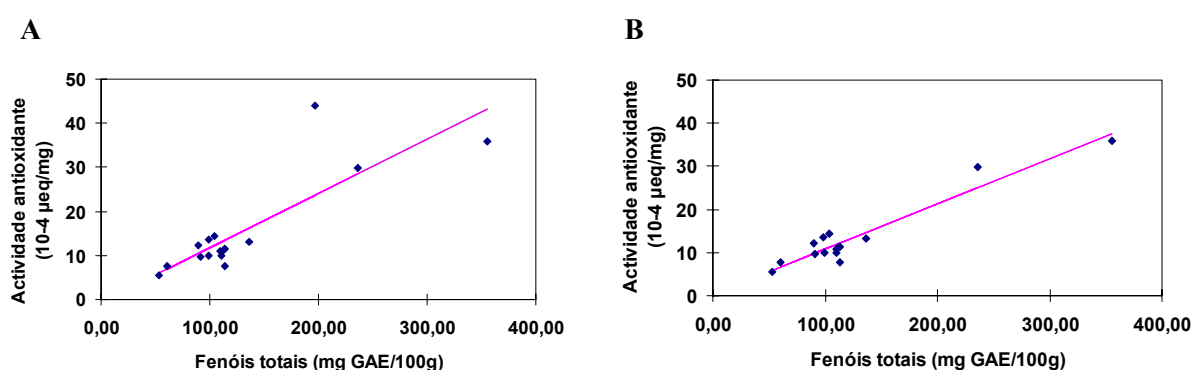 A
50
40
30
20
10
0
Actividade antioxidante
(10-4 µeq/mg)
0,00 100,00 200,00 300,00 400,00
Fenóis totais (mg GAE/100g)
B
50
40
30
20
10
0
Actividade antioxidante
(10-4 µeq/mg)
0,00 100,00 200,00 300,00 400,00
Fenóis totais (mg GAE/100g)